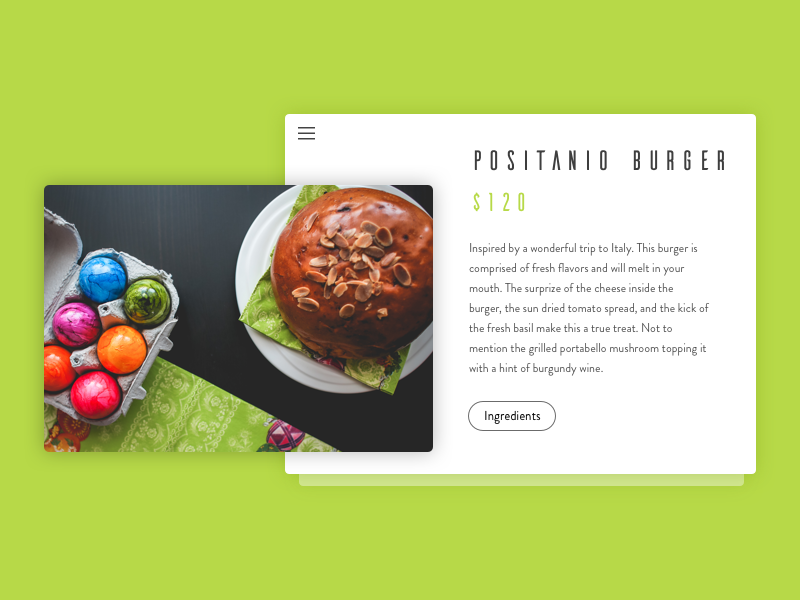 POSITANIO BURGER
$120
Inspired by a wonderful trip to Italy. This burger is
comprised of fresh flavors and will melt in your
mouth. The surprize of the cheese inside the
burger, the sun dried tomato spread, and the kick of
the fresh basil make this a true treat. Not to
mention the grilled portabello mushroom topping it
with a hint of burgundy wine.
Ingredients